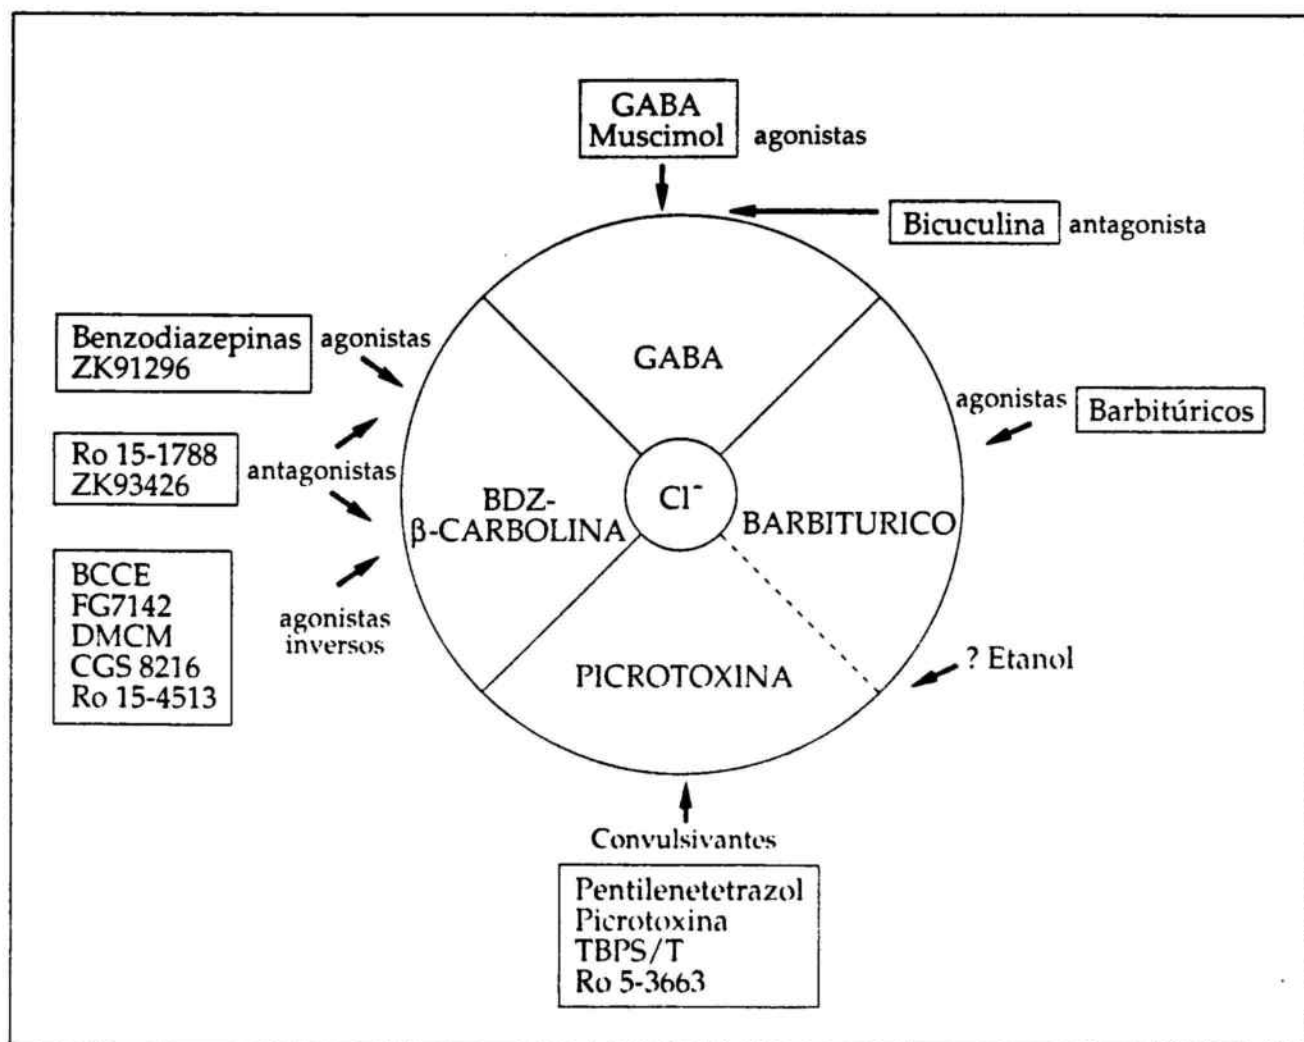 GABA
Muscimol
agonistas
Bicuculina
antagonista
Benzodiazepinas
ZK91296
agonistas
GABA
agonistas
Barbitúricos
Ro 15-1788
ZK93426
antagonistas
BDZ-
β-CARBOLINA
Cl⁻
BARBITURICO
BCCE
FG7142
DMCM
CGS 8216
Ro 15-4513
agonistas
inversos
PICROTOXINA
? Etanol
Convulsivantes
Pentilenetetrazol
Picrotoxina
TBPS/T
Ro 5-3663